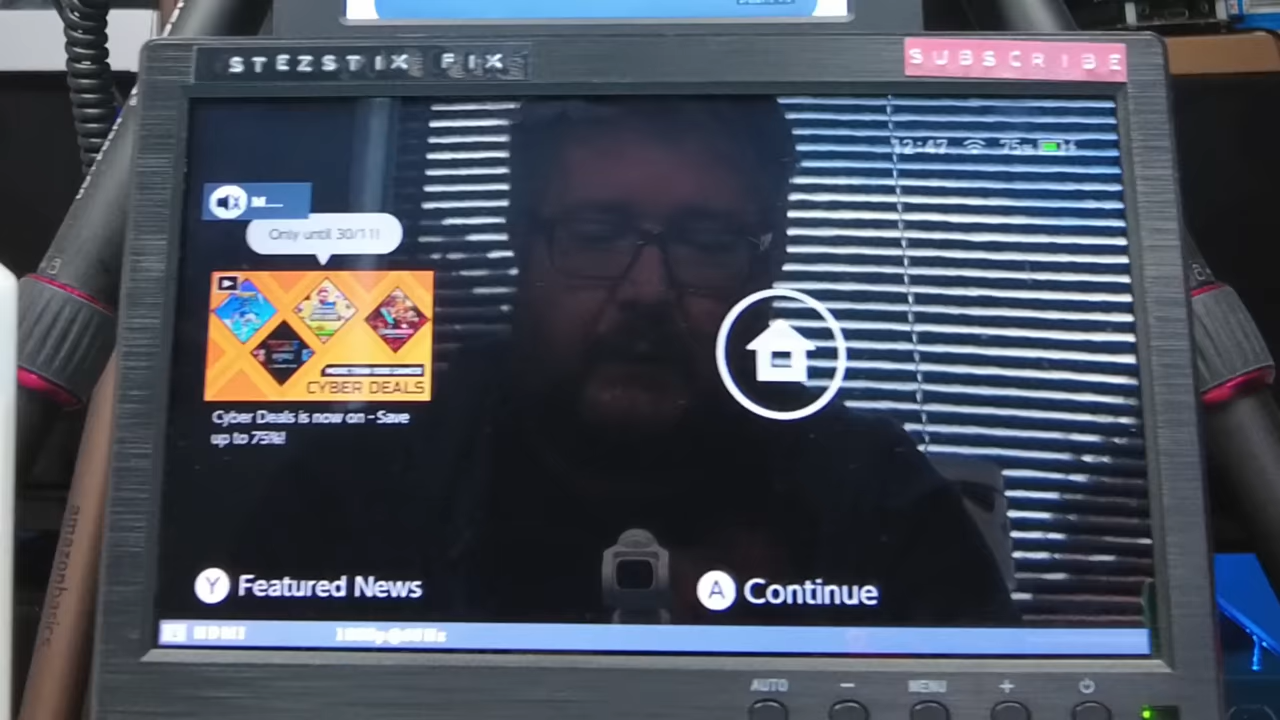 STEZSTIX FIX
SUBSCRIBE
12:47 75%
M
Only until 30/11!
CYBER DEALS
Cyber Deals is now on - Save
up to 75%!
Y Featured News
A Continue
HDMI
amazonbasics
AUTO − MENU +